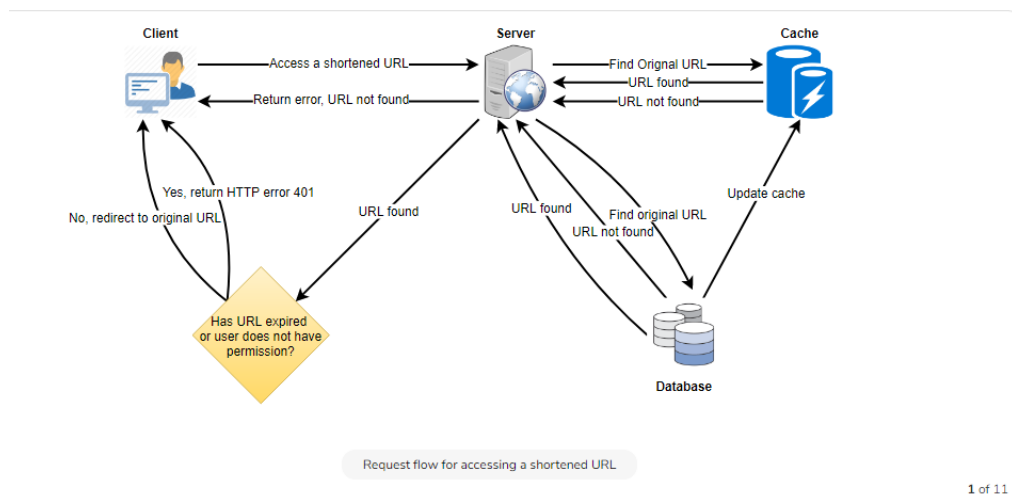 Client
Server
Cache
Access a shortened URL
Find Orignal URL
URL found
Return error, URL not found
URL not found
Yes, return HTTP error 401
Update cache
No, redirect to original URL
URL found
URL found
Find original URL
URL not found
Has URL expired
or user does not have
permission?
Database
Request flow for accessing a shortened URL
1 of 11